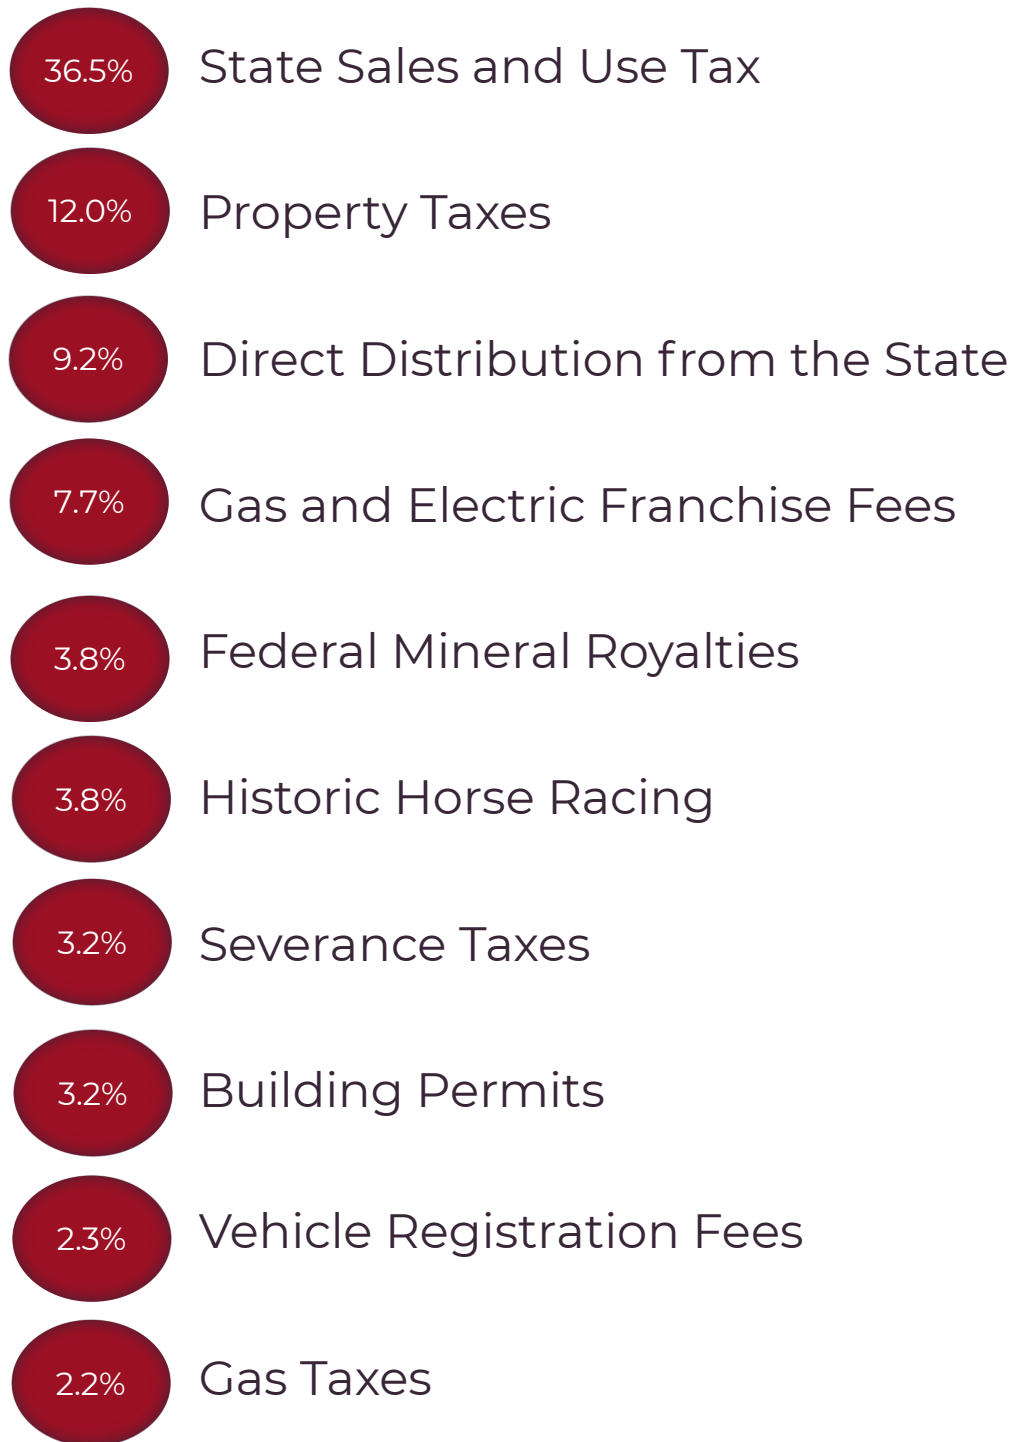 36.5% State Sales and Use Tax
12.0% Property Taxes
9.2% Direct Distribution from the State
7.7% Gas and Electric Franchise Fees
3.8% Federal Mineral Royalties
3.8% Historic Horse Racing
3.2% Severance Taxes
3.2% Building Permits
2.3% Vehicle Registration Fees
2.2% Gas Taxes